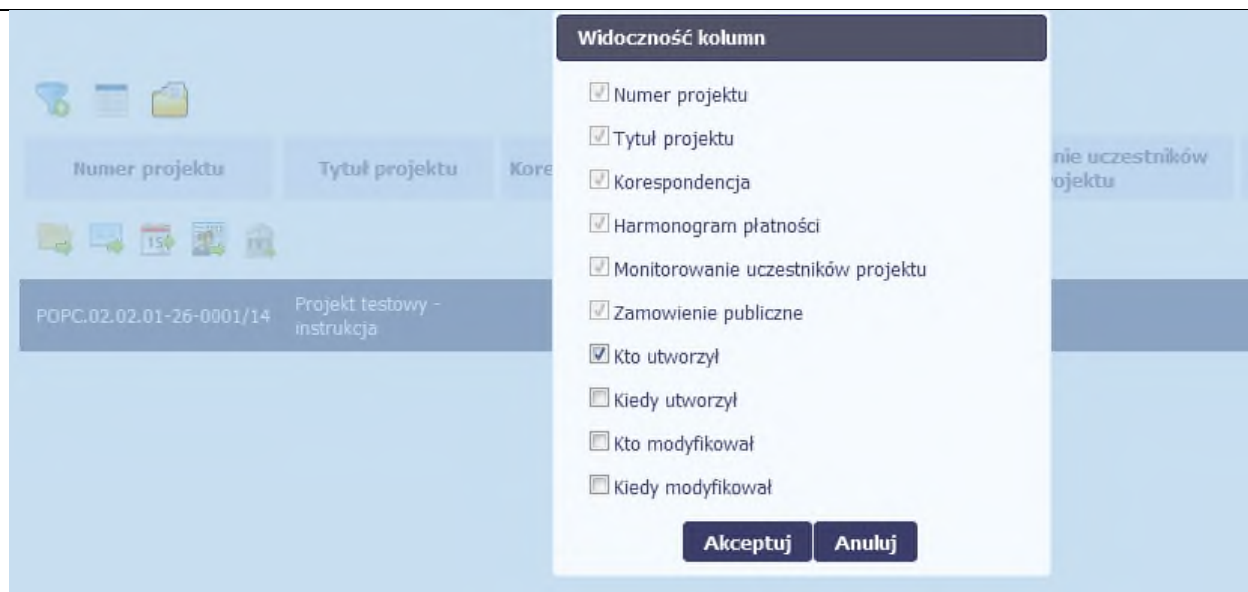 Widoczność kolumn
Numer projektu
Tytuł projektu
Korespondencja
Harmonogram płatności
Monitorowanie uczestników projektu
Zamowienie publiczne
Kto utworzył
Kiedy utworzył
Kto modyfikował
Kiedy modyfikował
Akceptuj Anuluj
Numer projektu Tytuł projektu Kore
nie uczestników
ojektu
15
POPC.02.02.01-26-0001/14
Projekt testowy -
instrukcja